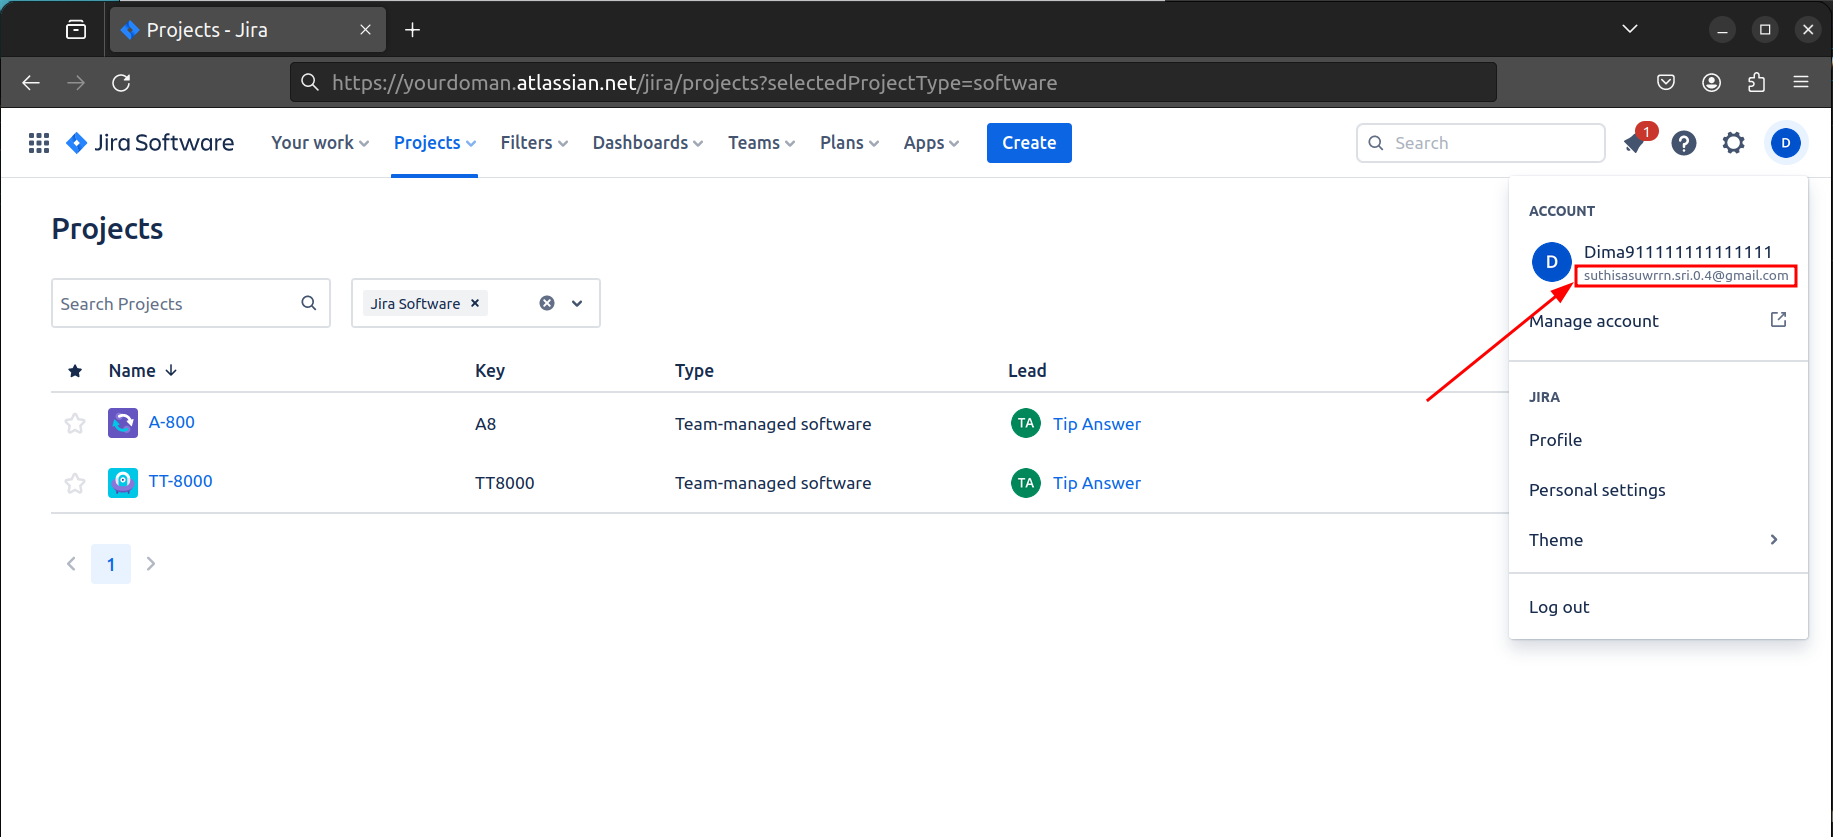 Projects - Jira
https://yourdoman.atlassian.net/jira/projects?selectedProjectType=software
Jira Software Your work Projects Filters Dashboards Teams Plans Apps Create Search 1 D
Projects
Search Projects Jira Software
Name Key Type Lead
A-800 A8 Team-managed software TA Tip Answer
TT-8000 TT8000 Team-managed software TA Tip Answer
1
ACCOUNT
D Dima911111111111111
suthisasuwrrn.sri.0.4@gmail.com
Manage account
JIRA
Profile
Personal settings
Theme
Log out